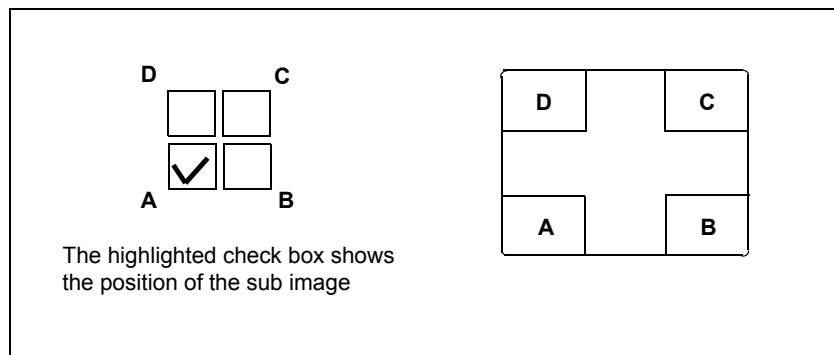 D C
A B
The highlighted check box shows
the position of the sub image
D C
A B